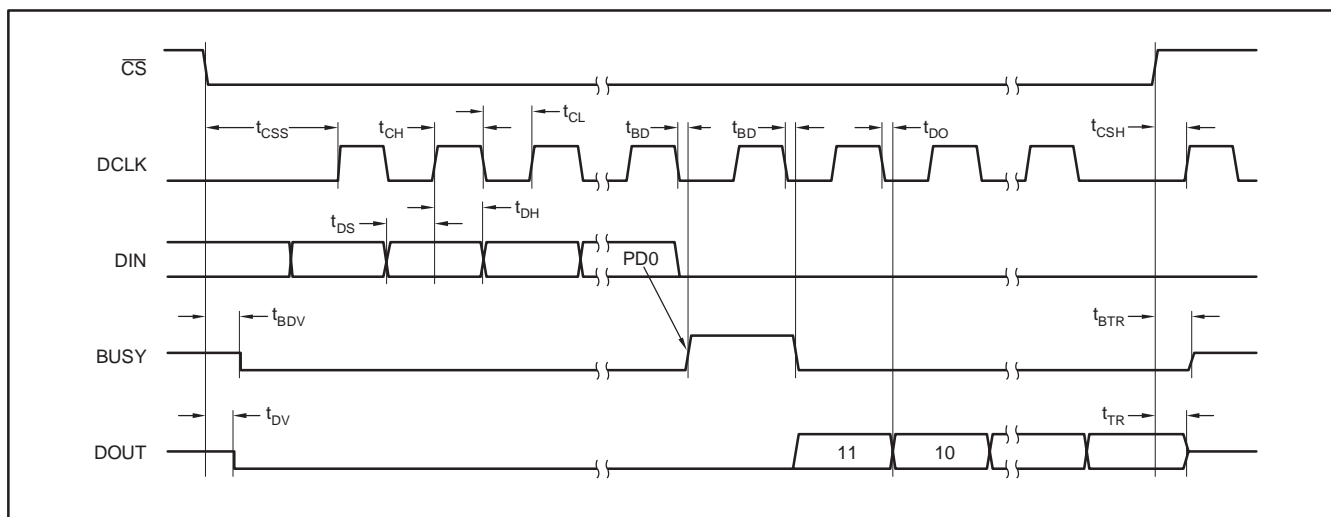 CS
tCSS
tCH
tCL
tBD
tBD
tDO
tCSH
DCLK
tDS
tDH
DIN
PD0
tBDV
tBTR
BUSY
tDV
tTR
DOUT
11
10